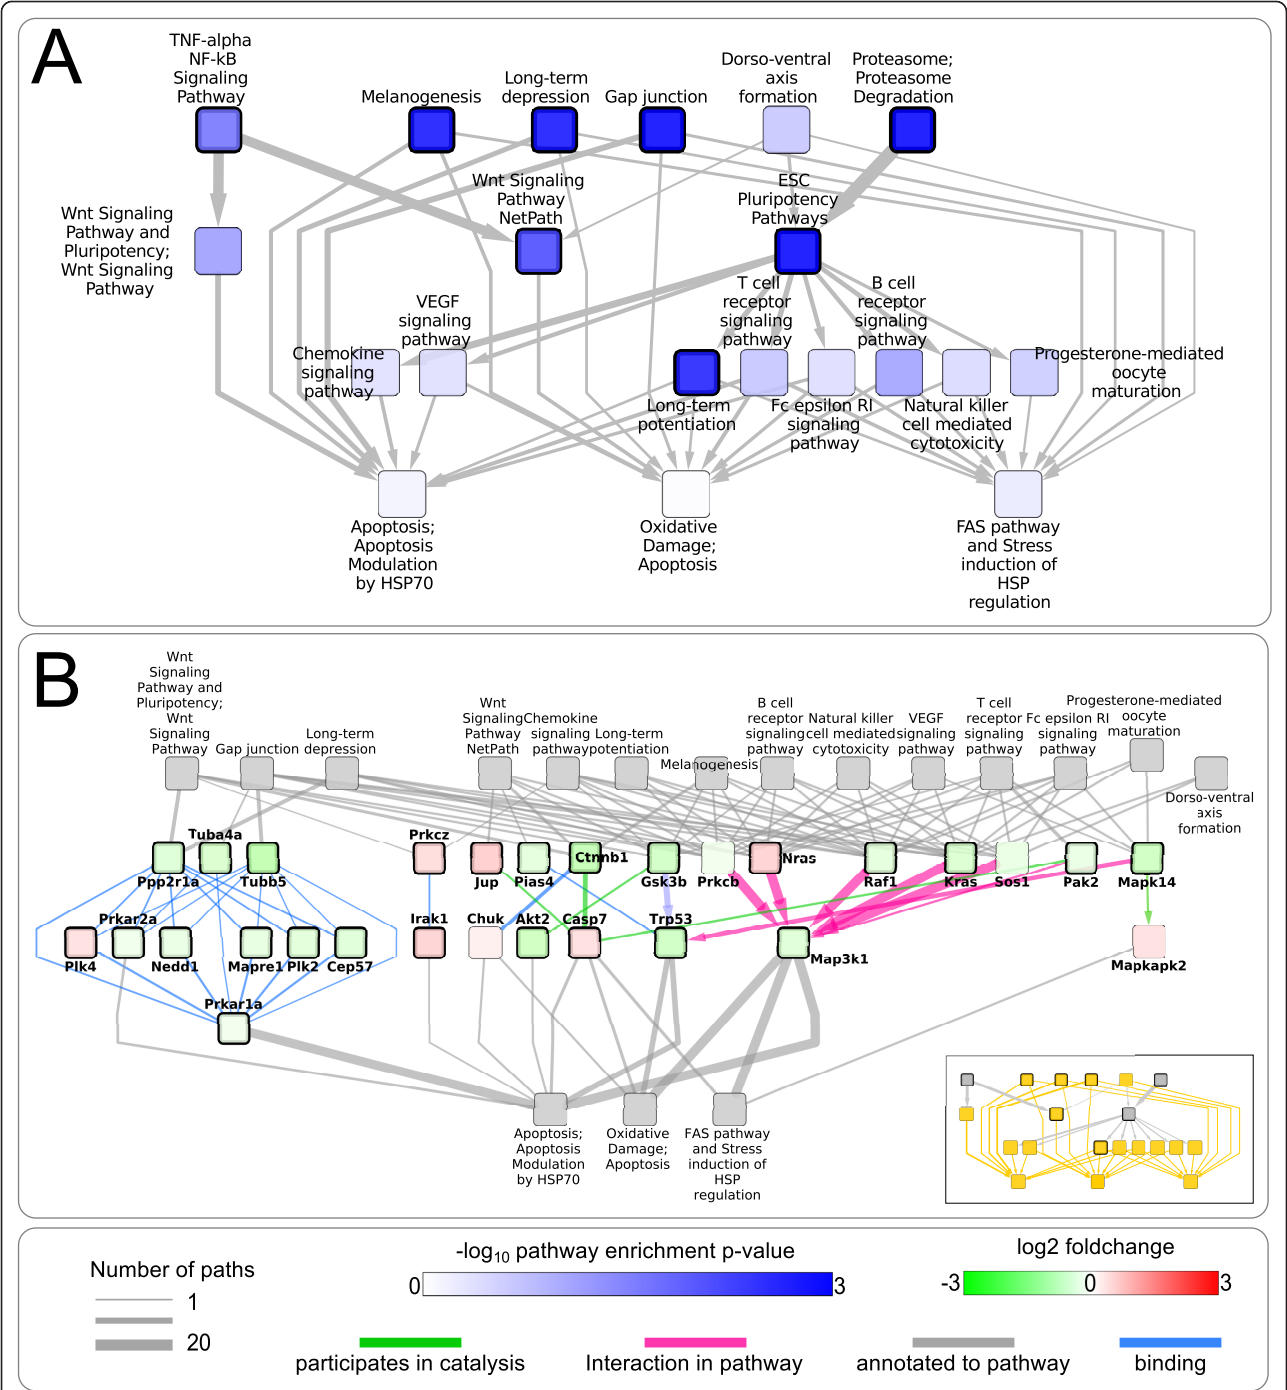 A
TNF-alpha
NF-kB
Signaling
Pathway
Melanogenesis
Long-term
depression
Gap junction
Dorso-ventral
axis
formation
Proteasome;
Proteasome
Degradation
Wnt Signaling
Pathway and
Pluripotency;
Wnt Signaling
Pathway
Wnt Signaling
Pathway
NetPath
ESC
Pluripotency
Pathways
Chemokine
signaling
pathway
VEGF
signaling
pathway
T cell
receptor
signaling
pathway
B cell
receptor
signaling
pathway
Progesterone-mediated
oocyte
maturation
Long-term
potentiation
Fc epsilon RI
signaling
pathway
Natural killer
cell mediated
cytotoxicity
Apoptosis;
Apoptosis
Modulation
by HSP70
Oxidative
Damage;
Apoptosis
FAS pathway
and Stress
induction of
HSP
regulation
B
Wnt
Signaling
Pathway and
Pluripotency;
Wnt
Signaling
Pathway
Gap junction
Long-term
depression
Wnt
Signaling
Pathway
NetPath
Chemokine
signaling
pathway
Long-term
potentiation
Melanogenesis
B cell
receptor
signaling
pathway
Natural killer
cell mediated
cytotoxicity
VEGF
signaling
pathway
T cell
receptor
signaling
pathway
Fc epsilon RI
signaling
pathway
Progesterone-mediated
oocyte
maturation
Dorso-ventral
axis
formation
Tuba4a
Ppp2r1a
Tubb5
Prkcz
Jup
Pias4
Ctnnb1
Gsk3b
Prkcb
Nras
Raf1
Kras
Sos1
Pak2
Mapk14
Prkar2a
Plk4
Nedd1
Mapre1
Plk2
Cep57
Irak1
Chuk
Akt2
Casp7
Trp53
Map3k1
Mapkapk2
Prkar1a
Apoptosis;
Apoptosis
Modulation
by HSP70
Oxidative
Damage;
Apoptosis
FAS pathway
and Stress
induction of
HSP
regulation
Number of paths
1
20
-log10 pathway enrichment p-value
0
3
log2 foldchange
-3
0
3
participates in catalysis
Interaction in pathway
annotated to pathway
binding